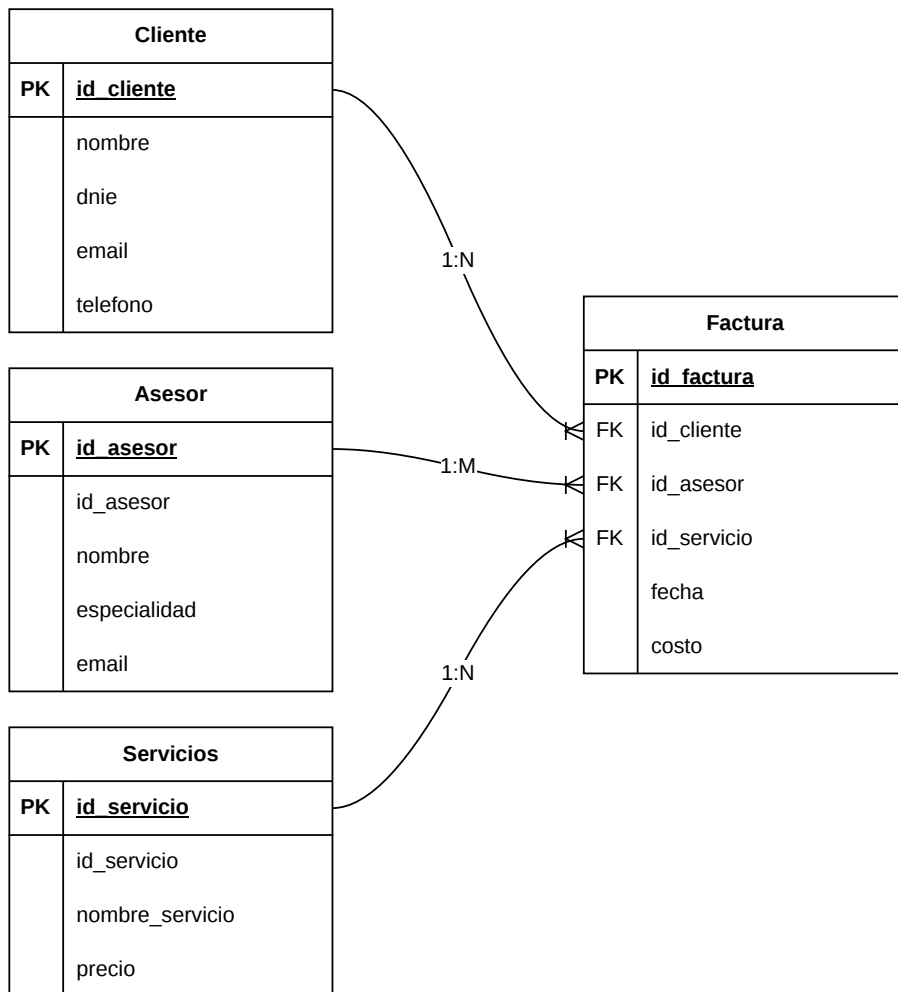 Cliente
PK id_cliente
nombre
dnie
email
telefono
1:N
Asesor
PK id_asesor
id_asesor
nombre
especialidad
email
1:M
Servicios
PK id_servicio
id_servicio
nombre_servicio
precio
1:N
Factura
PK id_factura
FK id_cliente
FK id_asesor
FK id_servicio
fecha
costo